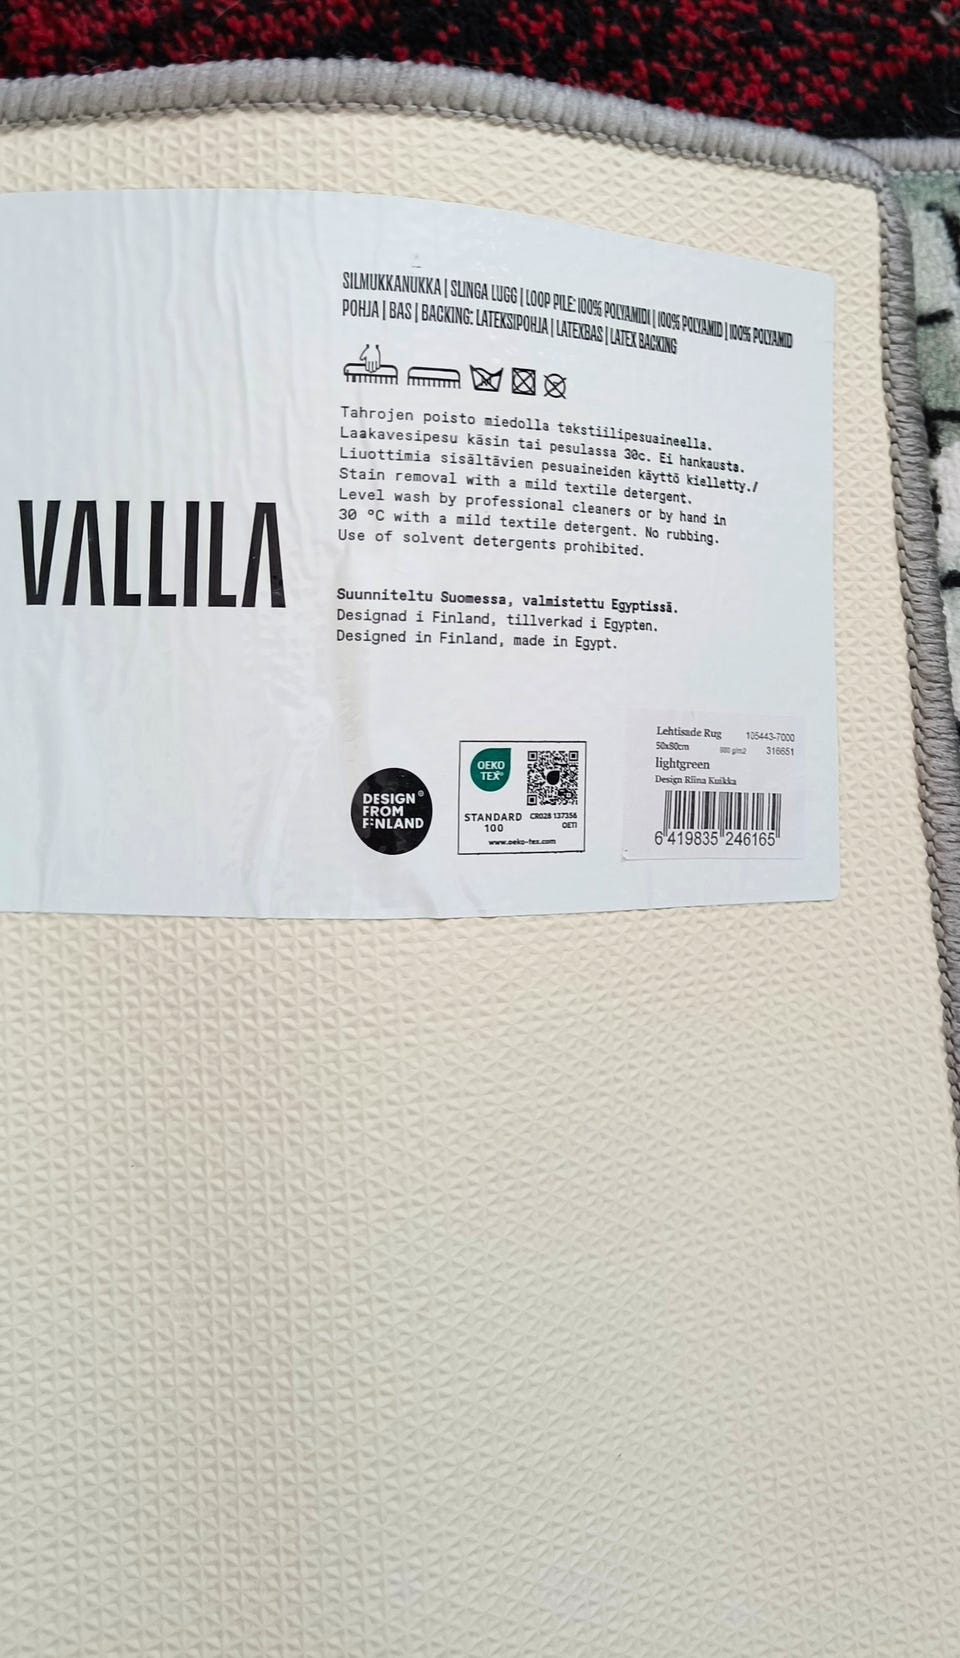 SILMUKKANUKKA | SLINGA LUGG | LOOP PILE: 100% POLYAMIDI | 100% POLYAMID | 100% POLYAMID
POHJA | BAS | BACKING: LATEKSIPOHJA | LATEXBAS | LATEX BACKING
Tahrojen poisto miedolla tekstiilipesuaineella.
Laakavesipesu käsin tai pesulassa 30c. Ei hankausta.
Liuottimia sisältävien pesuaineiden käyttö kielletty./
Stain removal with a mild textile detergent.
Level wash by professional cleaners or by hand in
30 °C with a mild textile detergent. No rubbing.
Use of solvent detergents prohibited.
VALLILA
Suunniteltu Suomessa, valmistettu Egyptissä.
Designad i Finland, tillverkad i Egypten.
Designed in Finland, made in Egypt.
DESIGN
FROM
FINLAND
OEKO
TEX®
STANDARD
100
CR028 137356
OETI
www.oeko-tex.com
Lehtisade Rug 105443-7000
50x80cm g/m2 316651
lightgreen
Design Riina Kuikka
6 419835 246165